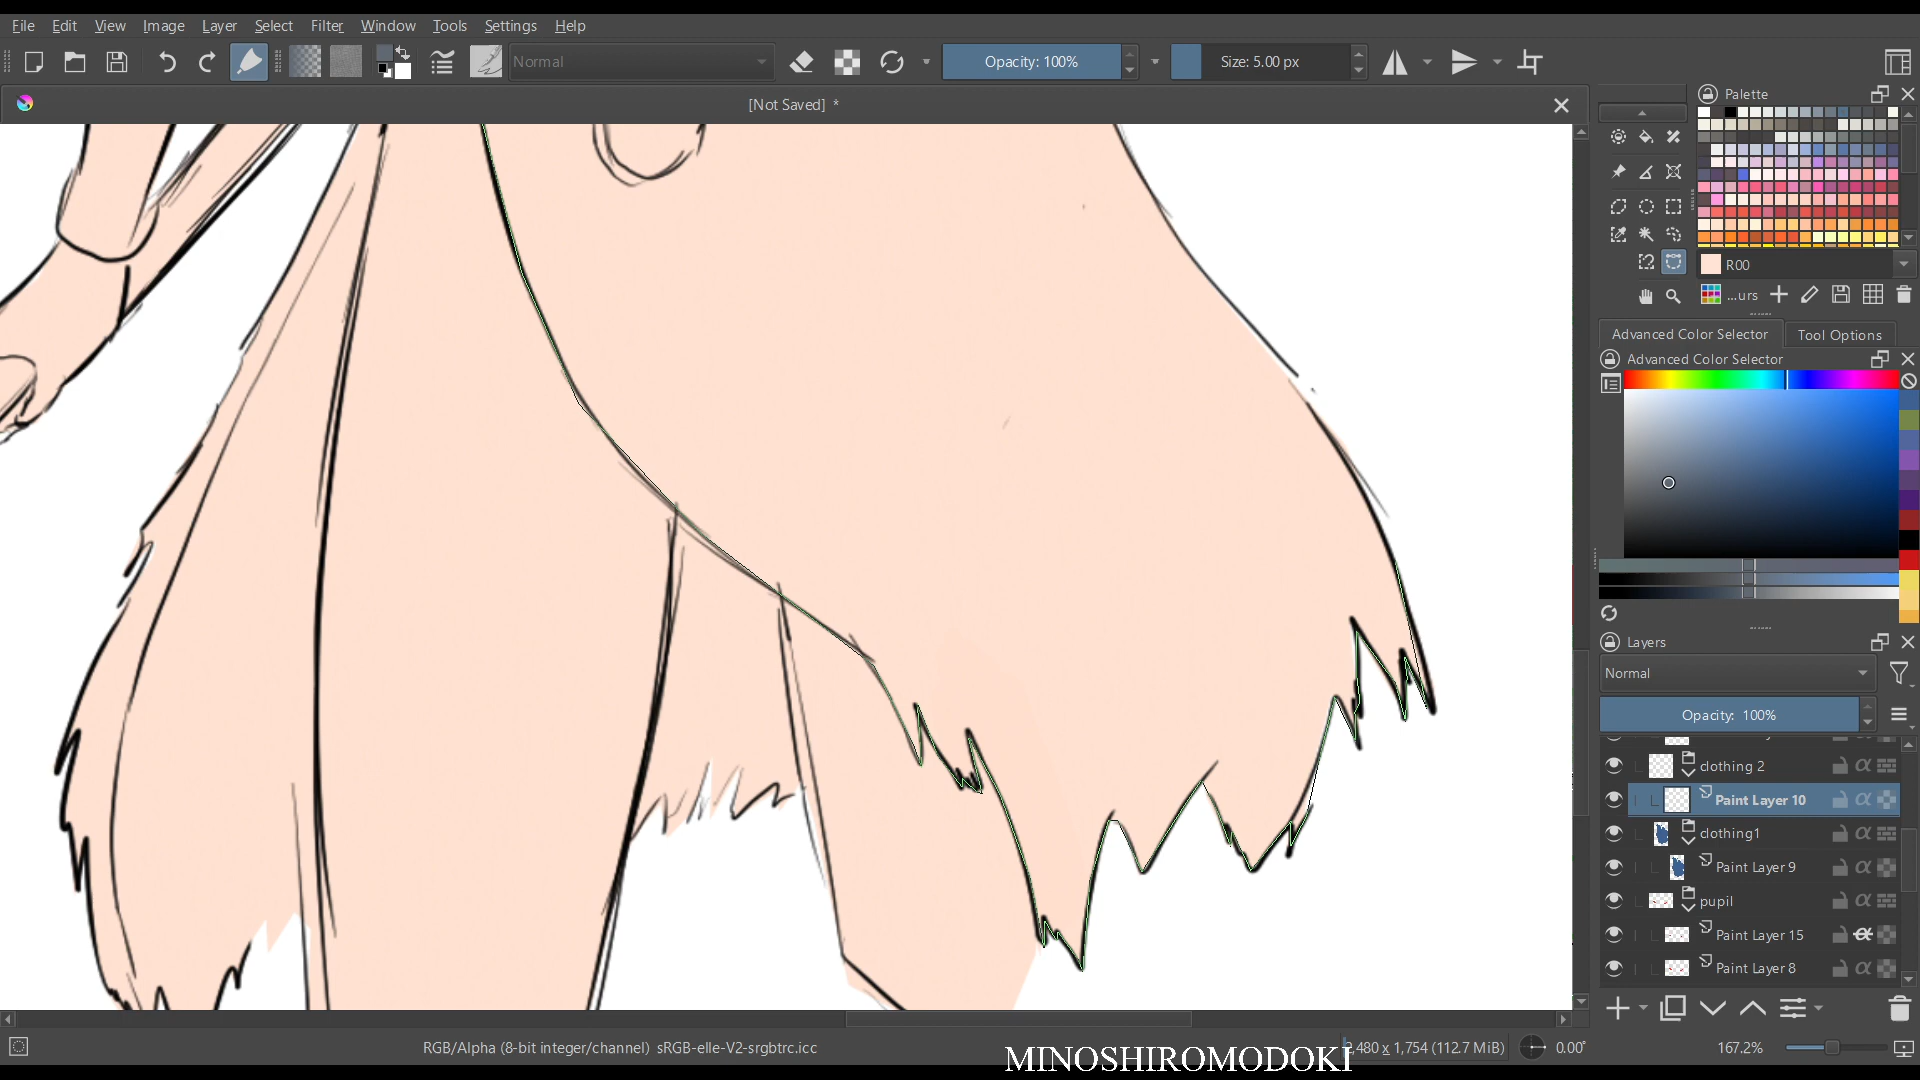 File Edit View Image Layer Select Filter Window Tools Settings Help
Normal
Opacity: 100%
Size: 5.00 px
[Not Saved] *
Palette
R00
...urs
Advanced Color Selector
Tool Options
Advanced Color Selector
Layers
Normal
Opacity: 100%
clothing 2
Paint Layer 10
clothing1
Paint Layer 9
pupil
Paint Layer 15
Paint Layer 8
RGB/Alpha (8-bit integer/channel) sRGB-elle-V2-srgbtrc.icc
MINOSHIROMODOKI
2,480 x 1,754 (112.7 MiB)
0.00°
167.2%